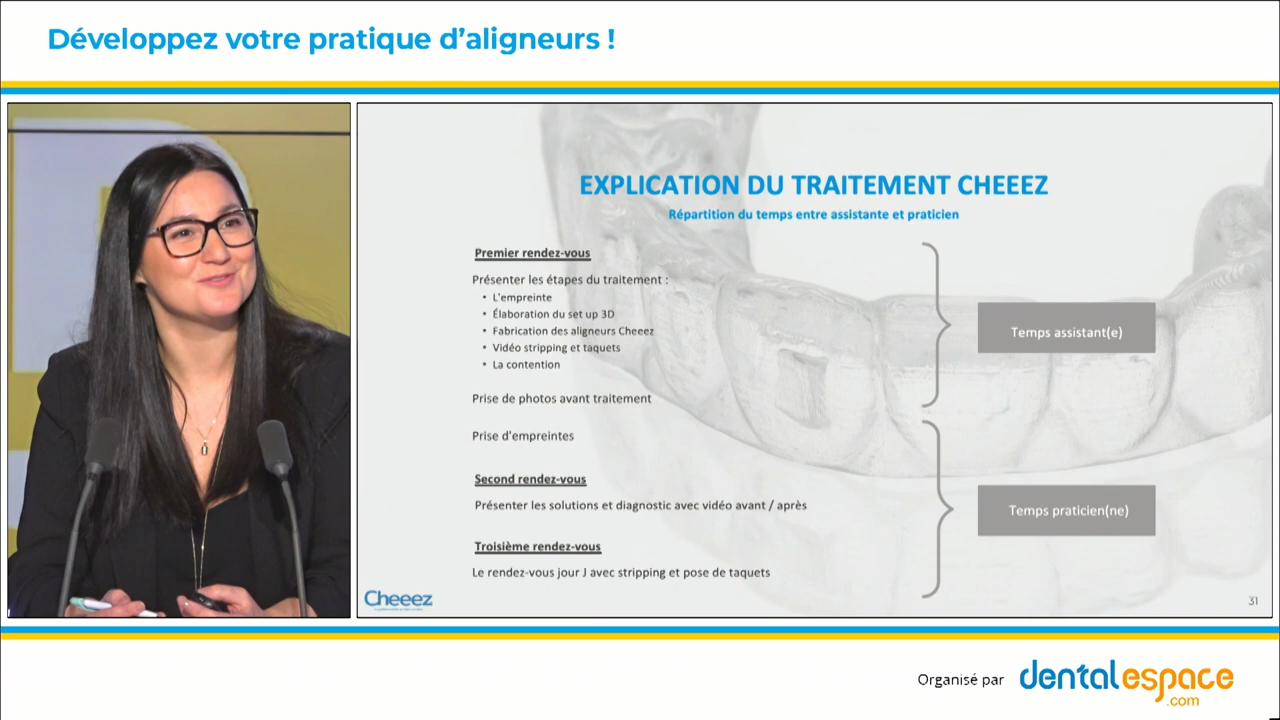 Développez votre pratique d'aligneurs !
EXPLICATION DU TRAITEMENT CHEEEZ
Répartition du temps entre assistante et praticien
Premier rendez-vous
Présenter les étapes du traitement :
• L'empreinte
• Élaboration du set up 3D
• Fabrication des aligneurs Cheeez
• Vidéo stripping et taquets
• La contention
Prise de photos avant traitement
Temps assistant(e)
Prise d'empreintes
Second rendez-vous
Présenter les solutions et diagnostic avec vidéo avant / après
Troisième rendez-vous
Le rendez-vous jour J avec stripping et pose de taquets
Temps praticien(ne)
Cheeez
31
Organisé par
dentalespace
.com